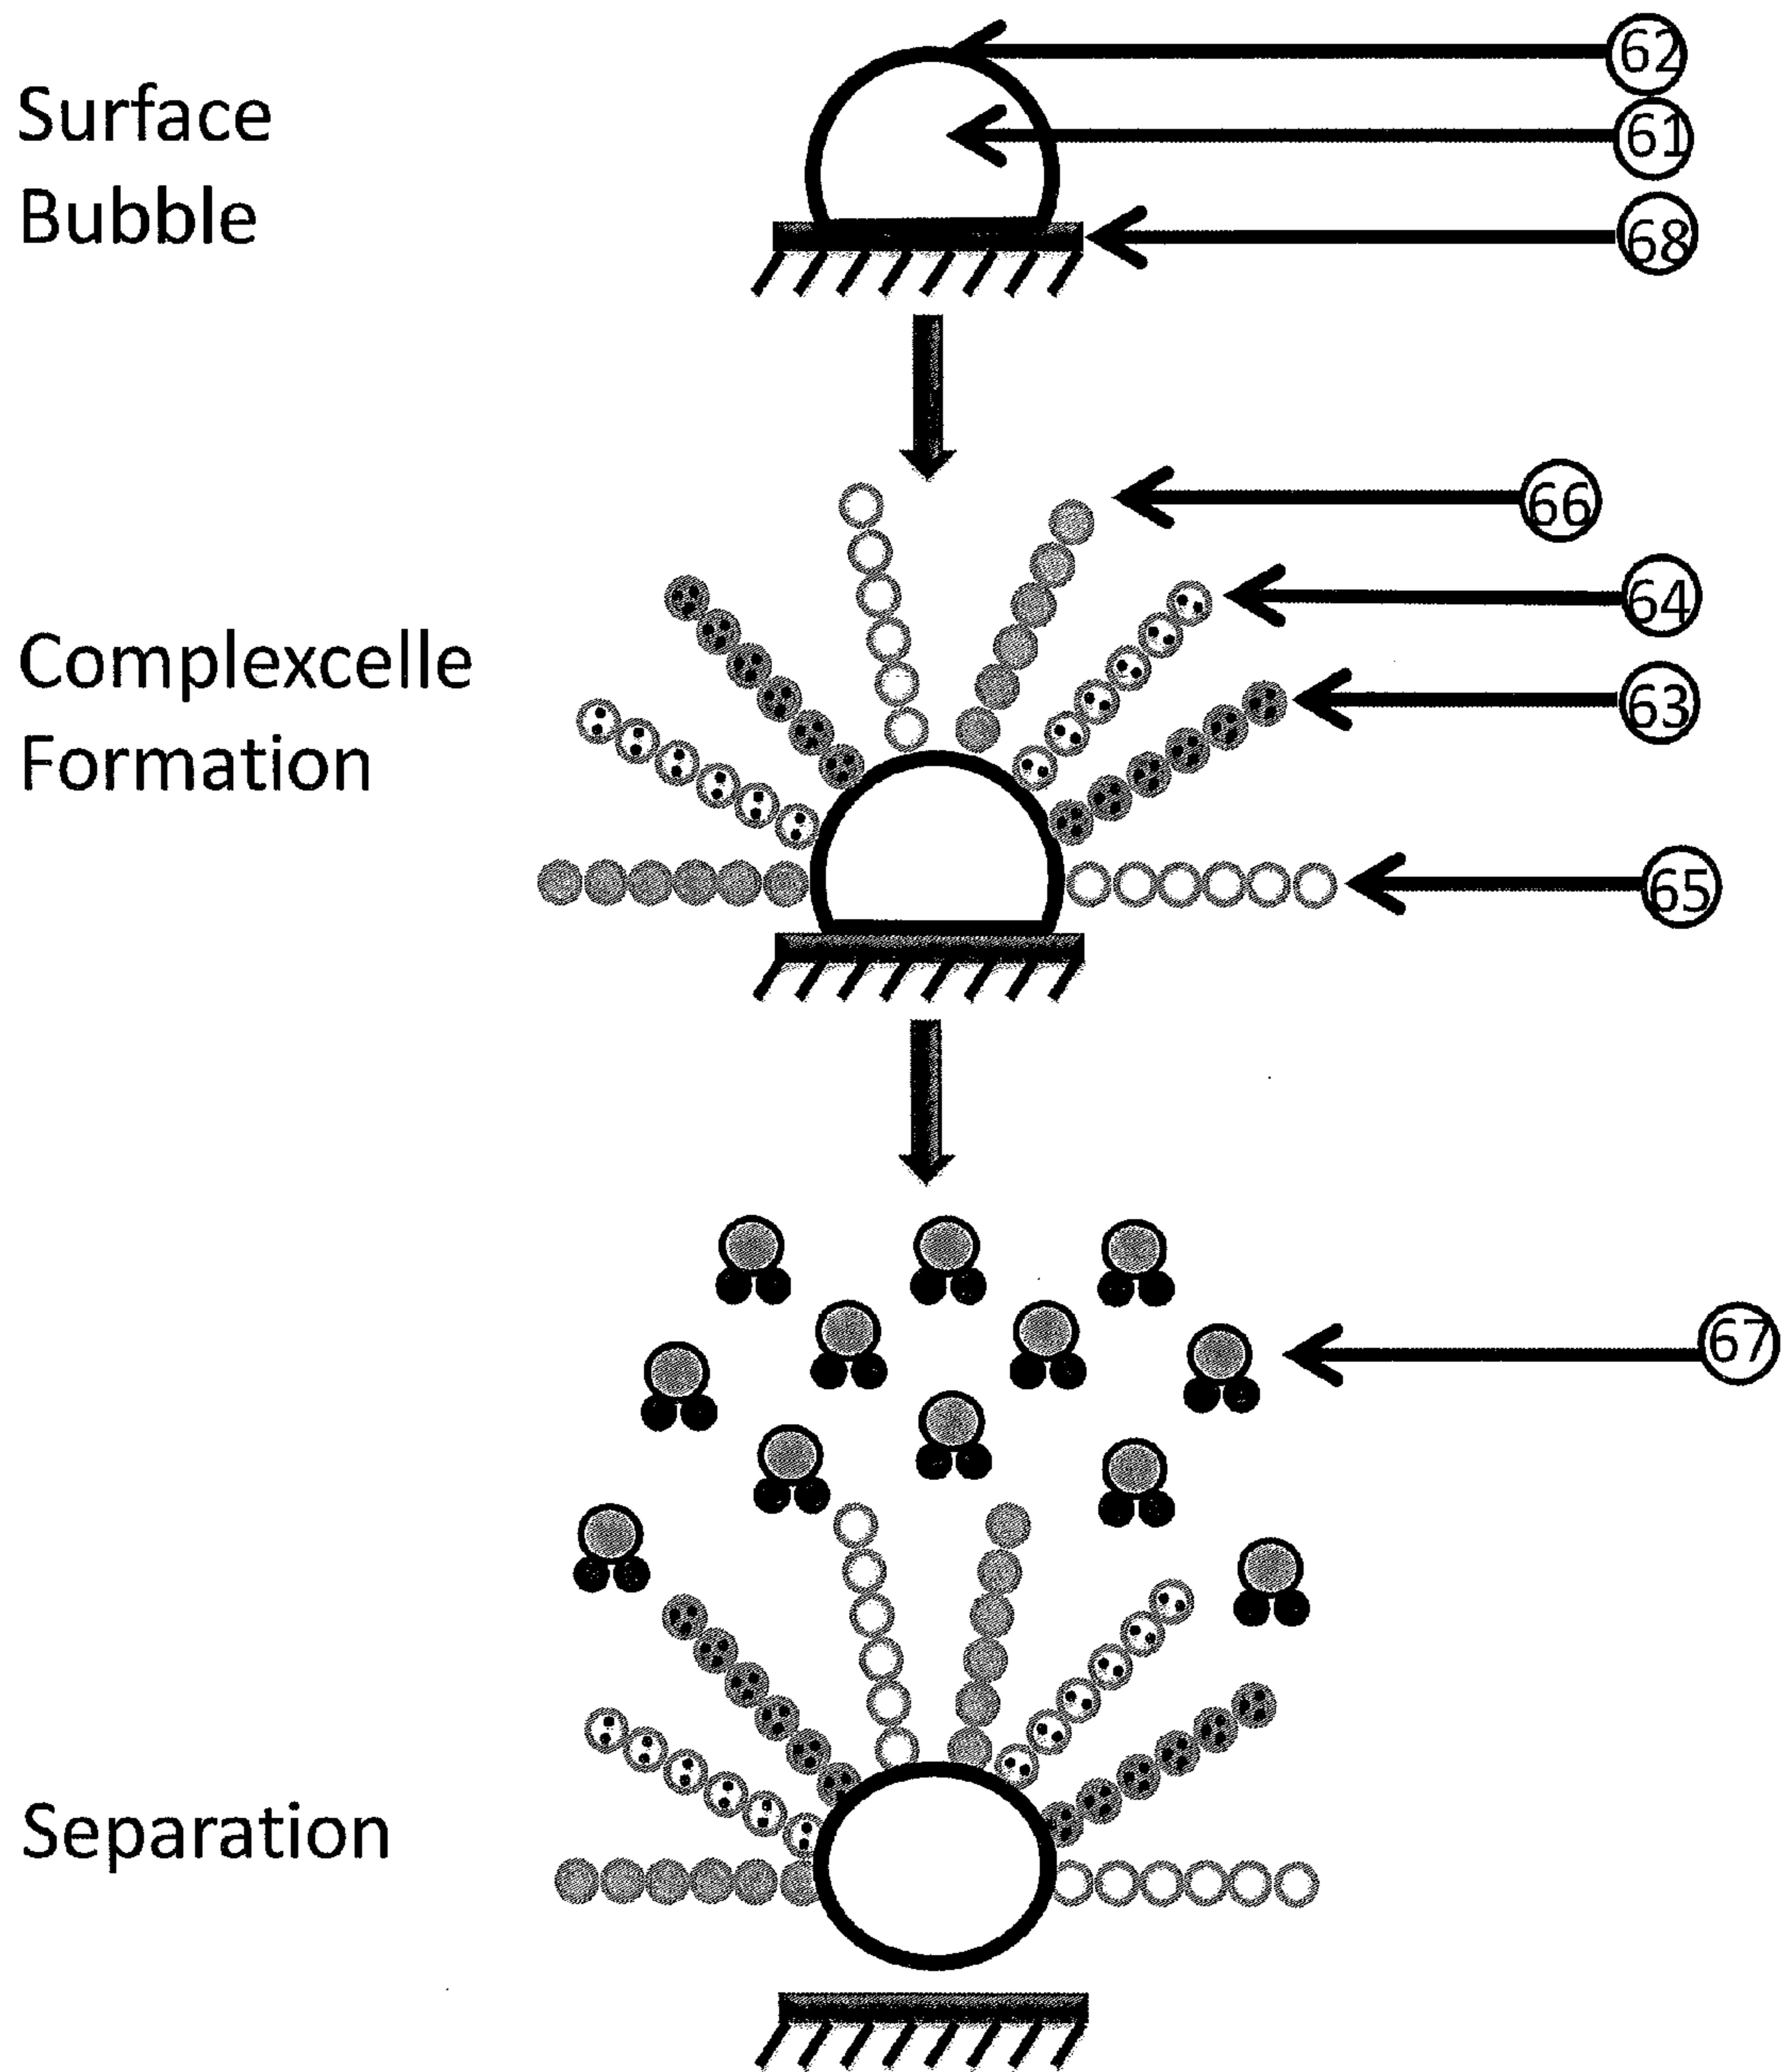 62
Surface
61
Bubble
68
66
64
Complexcelle
63
Formation
65
67
Separation